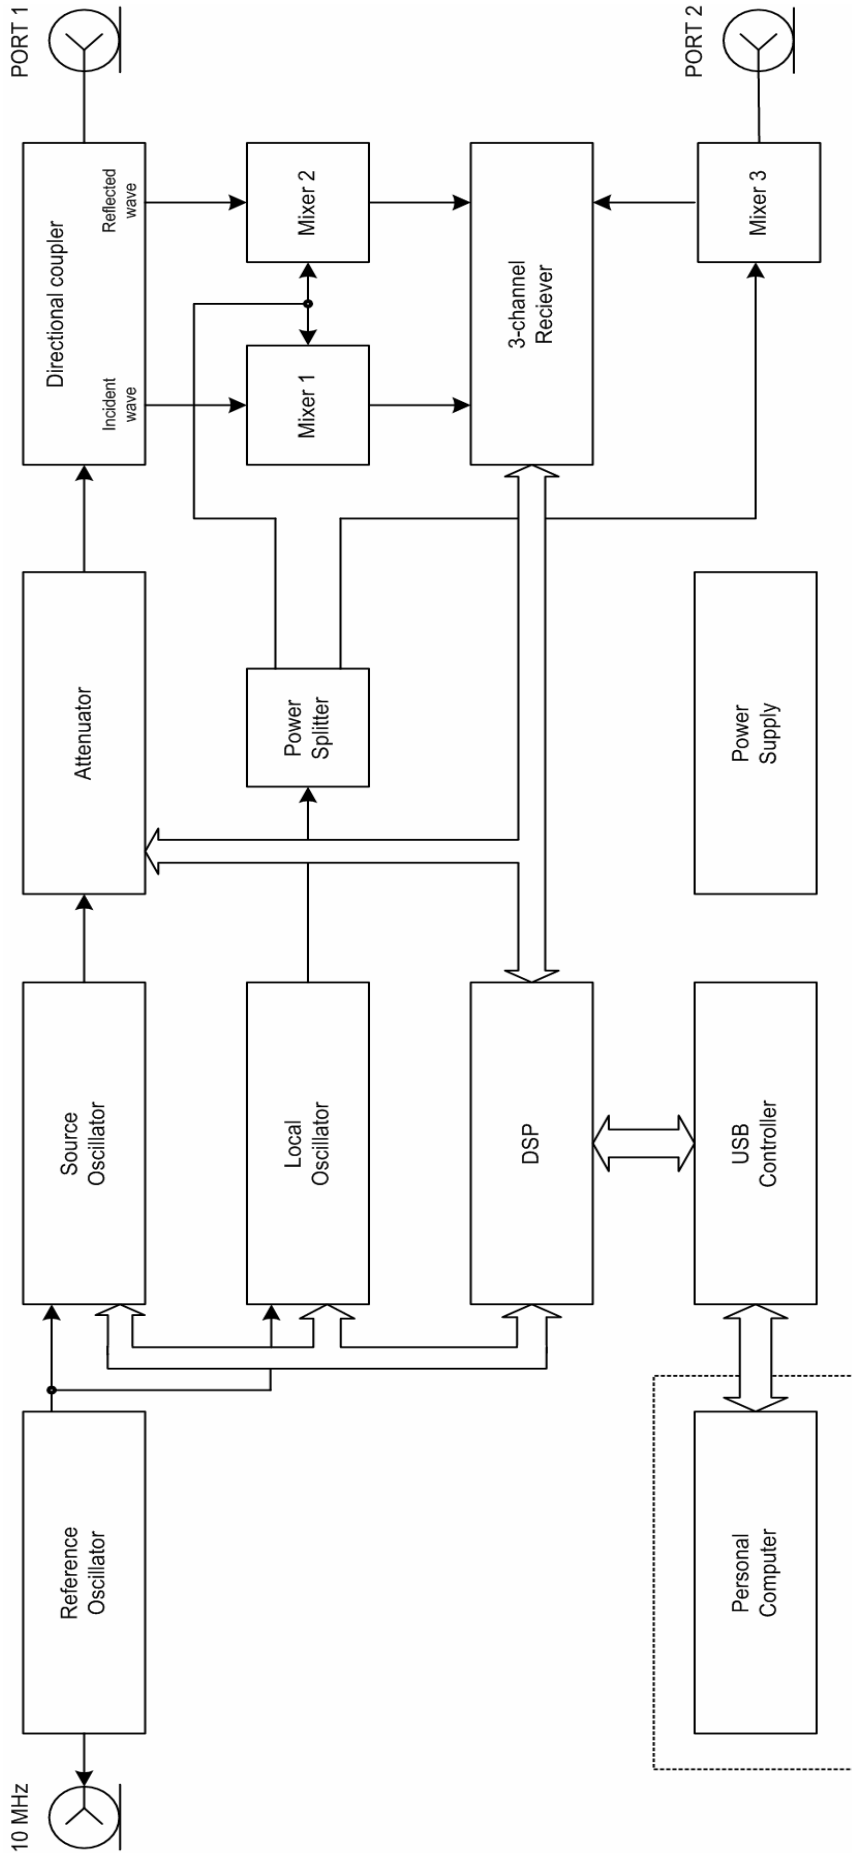 10 MHz
Reference
Oscillator
Source
Oscillator
Attenuator
Directional coupler
Incident
wave
Reflected
wave
PORT 1
Local
Oscillator
Power
Splitter
Mixer 1
Mixer 2
DSP
3-channel
Reciever
Personal
Computer
USB
Controller
Power
Supply
Mixer 3
PORT 2